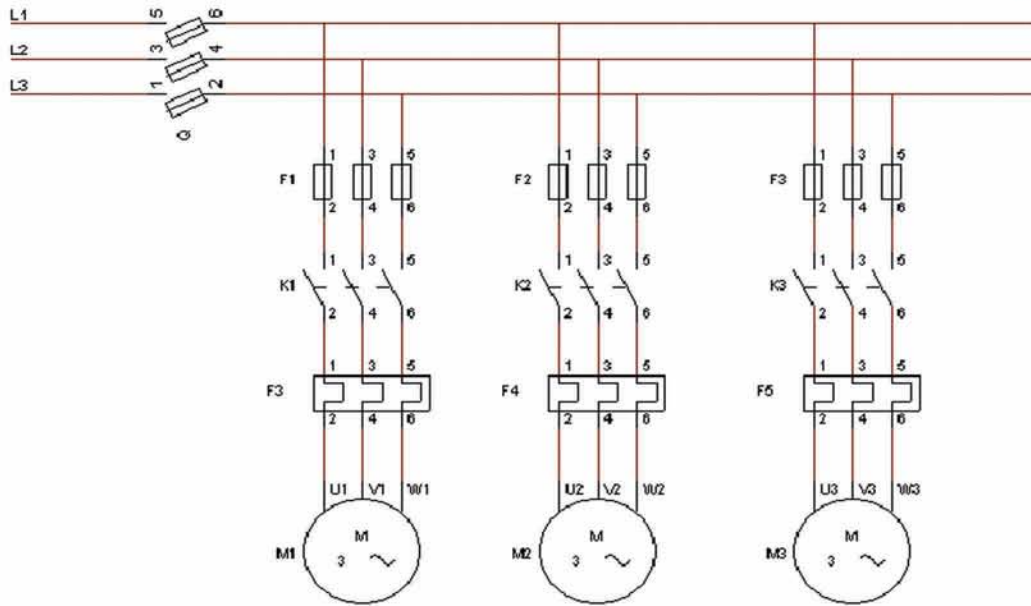 L1 5 6
L2 3 4
L3 1 2
Q
1 3 5 1 3 5 1 3 5
F1 F2 F3
2 4 6 2 4 6 2 4 6
1 3 5 1 3 5 1 3 5
K1 K2 K3
2 4 6 2 4 6 2 4 6
1 3 5 1 3 5 1 3 5
F3 F4 F5
2 4 6 2 4 6 2 4 6
U1 V1 W1 U2 V2 W2 U3 V3 W3
M M M
M1 3 M2 3 M3 3